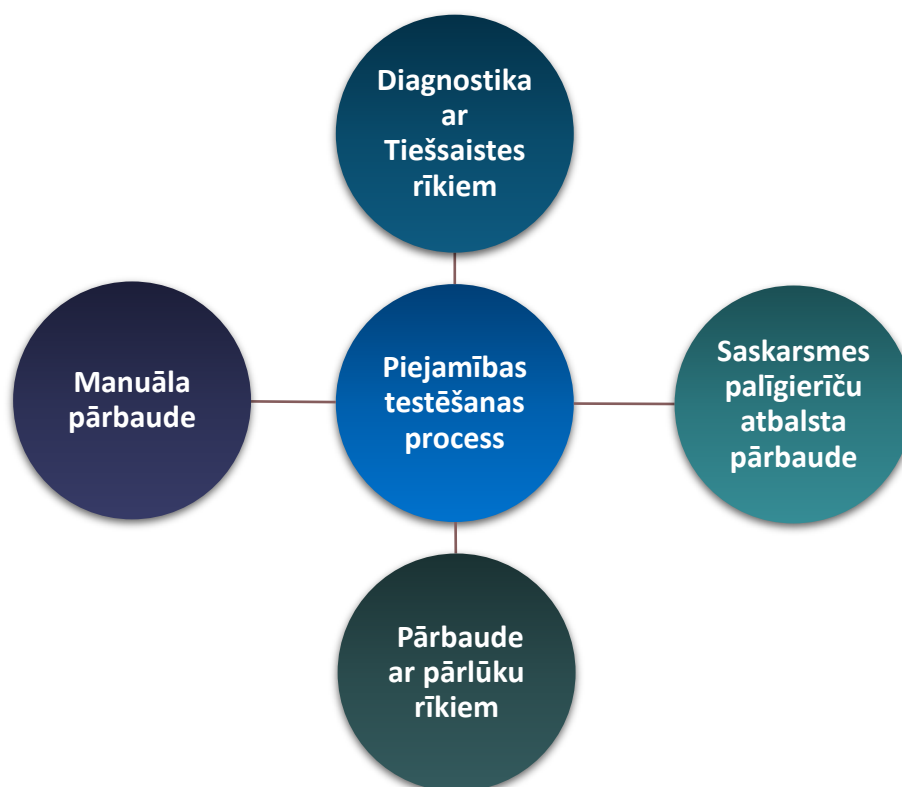 Diagnostika
ar
Tiešsaistes
rīkiem
Manuāla
pārbaude
Piejamības
testēšanas
process
Saskarsmes
palīgierīču
atbalsta
pārbaude
Pārbaude
ar pārlūku
rīkiem